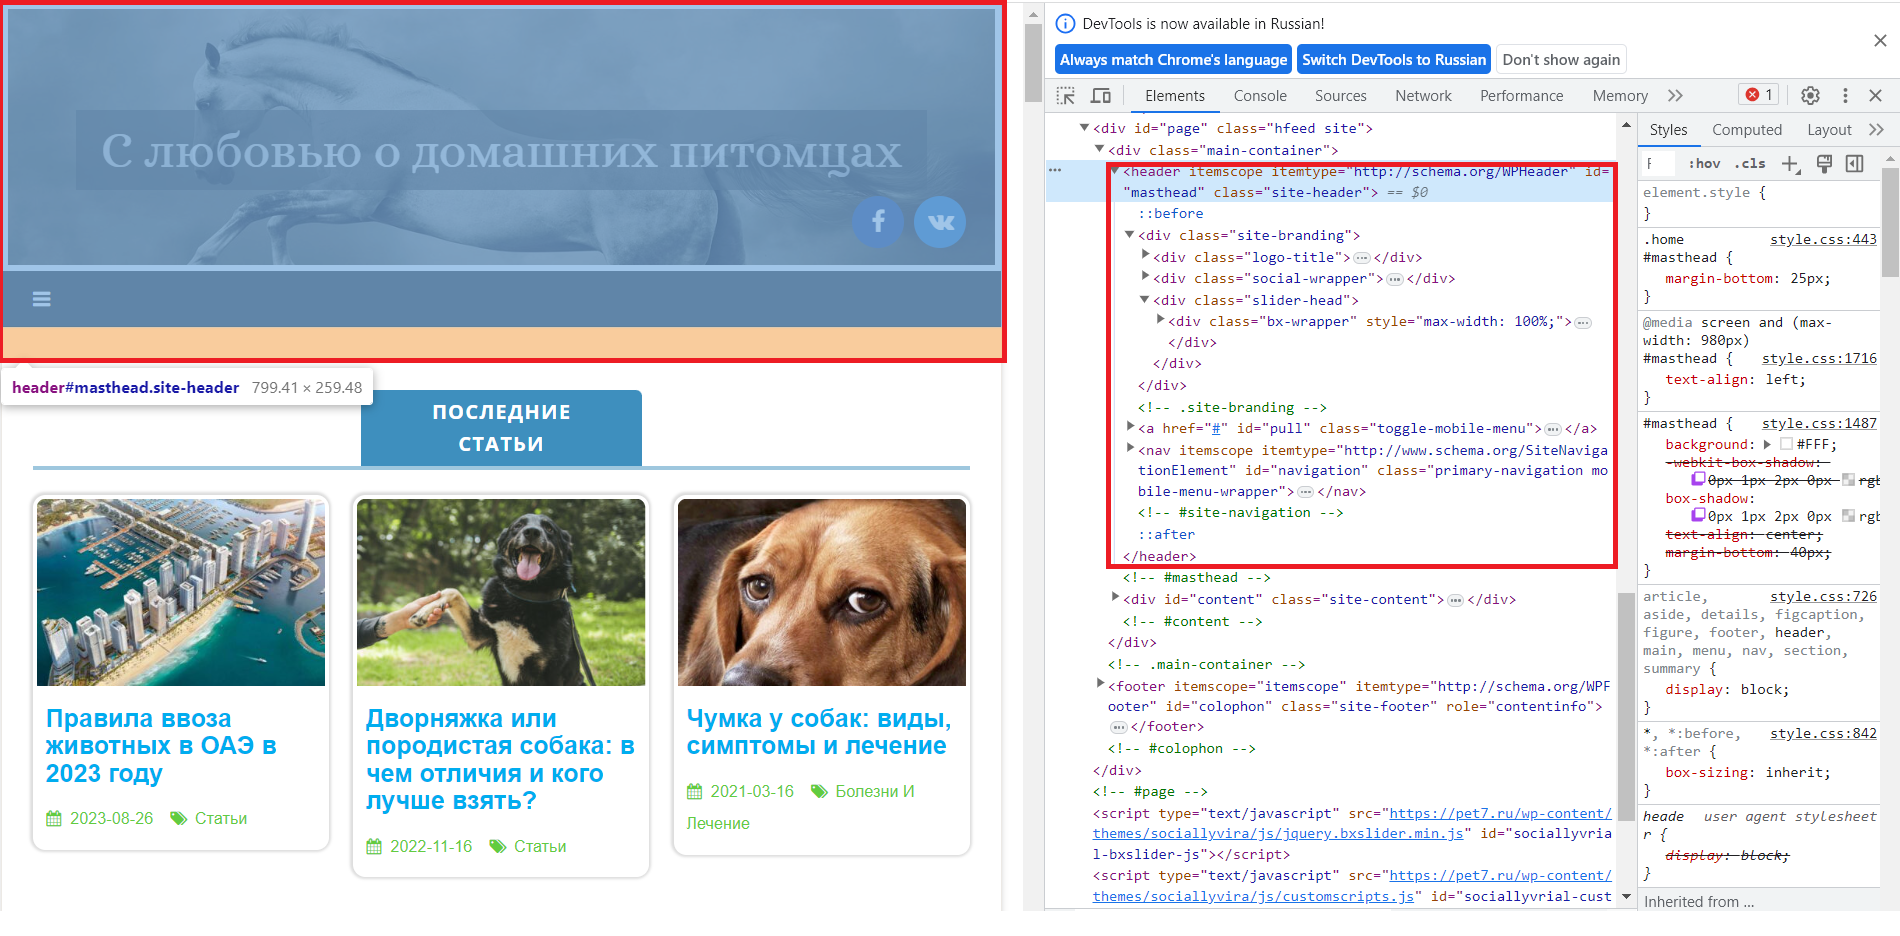 С любовью о домашних питомцах
header#masthead.site-header 799.41 × 259.48
ПОСЛЕДНИЕ
СТАТЬИ
Правила ввоза
животных в ОАЭ в
2023 году
2023-08-26 Статьи
Дворняжка или
породистая собака: в
чем отличия и кого
лучше взять?
2022-11-16 Статьи
Чумка у собак: виды,
симптомы и лечение
2021-03-16 Болезни И
Лечение
DevTools is now available in Russian!
Always match Chrome's language Switch DevTools to Russian Don't show again
Elements Console Sources Network Performance Memory 1
<div id="page" class="hfeed site">
<div class="main-container">
<header itemscope itemtype="http://schema.org/WPHeader" id=
"masthead" class="site-header"> == $0
::before
<div class="site-branding">
<div class="logo-title">…</div>
<div class="social-wrapper">…</div>
<div class="slider-head">
<div class="bx-wrapper" style="max-width: 100%;">…
</div>
</div>
</div>
<!-- .site-branding -->
<a href="#" id="pull" class="toggle-mobile-menu">…</a>
<nav itemscope itemtype="http://www.schema.org/SiteNaviga
tionElement" id="navigation" class="primary-navigation mo
bile-menu-wrapper">…</nav>
<!-- #site-navigation -->
::after
</header>
<!-- #masthead -->
<div id="content" class="site-content">…</div>
<!-- #content -->
</div>
<!-- .main-container -->
<footer itemscope="itemscope" itemtype="http://schema.org/WPF
ooter" id="colophon" class="site-footer" role="contentinfo">
…</footer>
<!-- #colophon -->
</div>
<!-- #page -->
<script type="text/javascript" src="https://pet7.ru/wp-content/
themes/sociallyvira/js/jquery.bxslider.min.js" id="sociallyvria
l-bxslider-js"></script>
<script type="text/javascript" src="https://pet7.ru/wp-content/
themes/sociallyvira/js/customscripts.js" id="sociallyvrial-cust
Styles Computed Layout
F :hov .cls
element.style {
}
.home style.css:443
#masthead {
margin-bottom: 25px;
}
@media screen and (max-
width: 980px)
#masthead { style.css:1716
text-align: left;
}
#masthead { style.css:1487
background: #FFF;
-webkit-box-shadow:
0px 1px 2px 0px rgb
box-shadow:
0px 1px 2px 0px rgb
text-align: center;
margin-bottom: 40px;
}
article, style.css:726
aside, details, figcaption,
figure, footer, header,
main, menu, nav, section,
summary {
display: block;
}
*, *:before, style.css:842
*:after {
box-sizing: inherit;
}
heade user agent stylesheet
r {
display: block;
}
Inherited from …